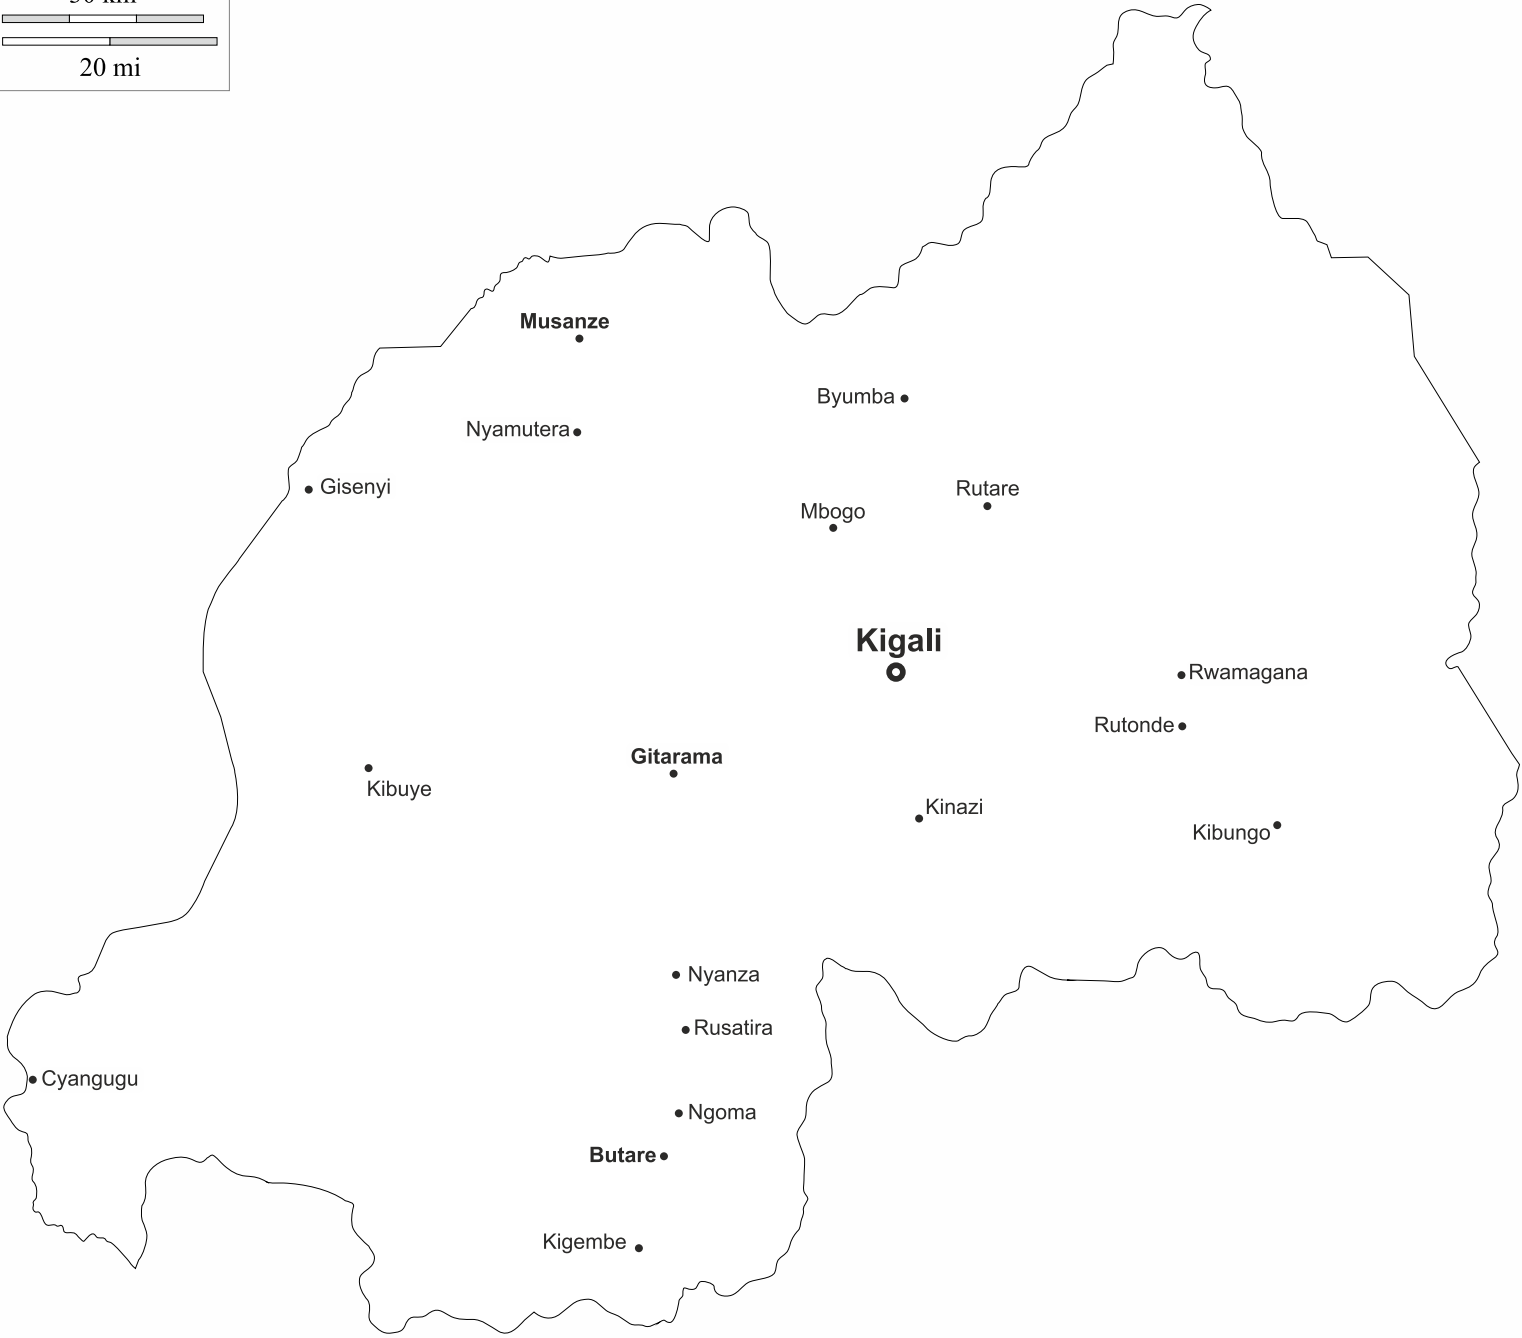 20 mi
Musanze
Byumba
Nyamutera
Gisenyi
Rutare
Mbogo
Kigali
Rwamagana
Rutonde
Gitarama
Kibuye
Kinazi
Kibungo
Nyanza
Rusatira
Cyangugu
Ngoma
Butare
Kigembe